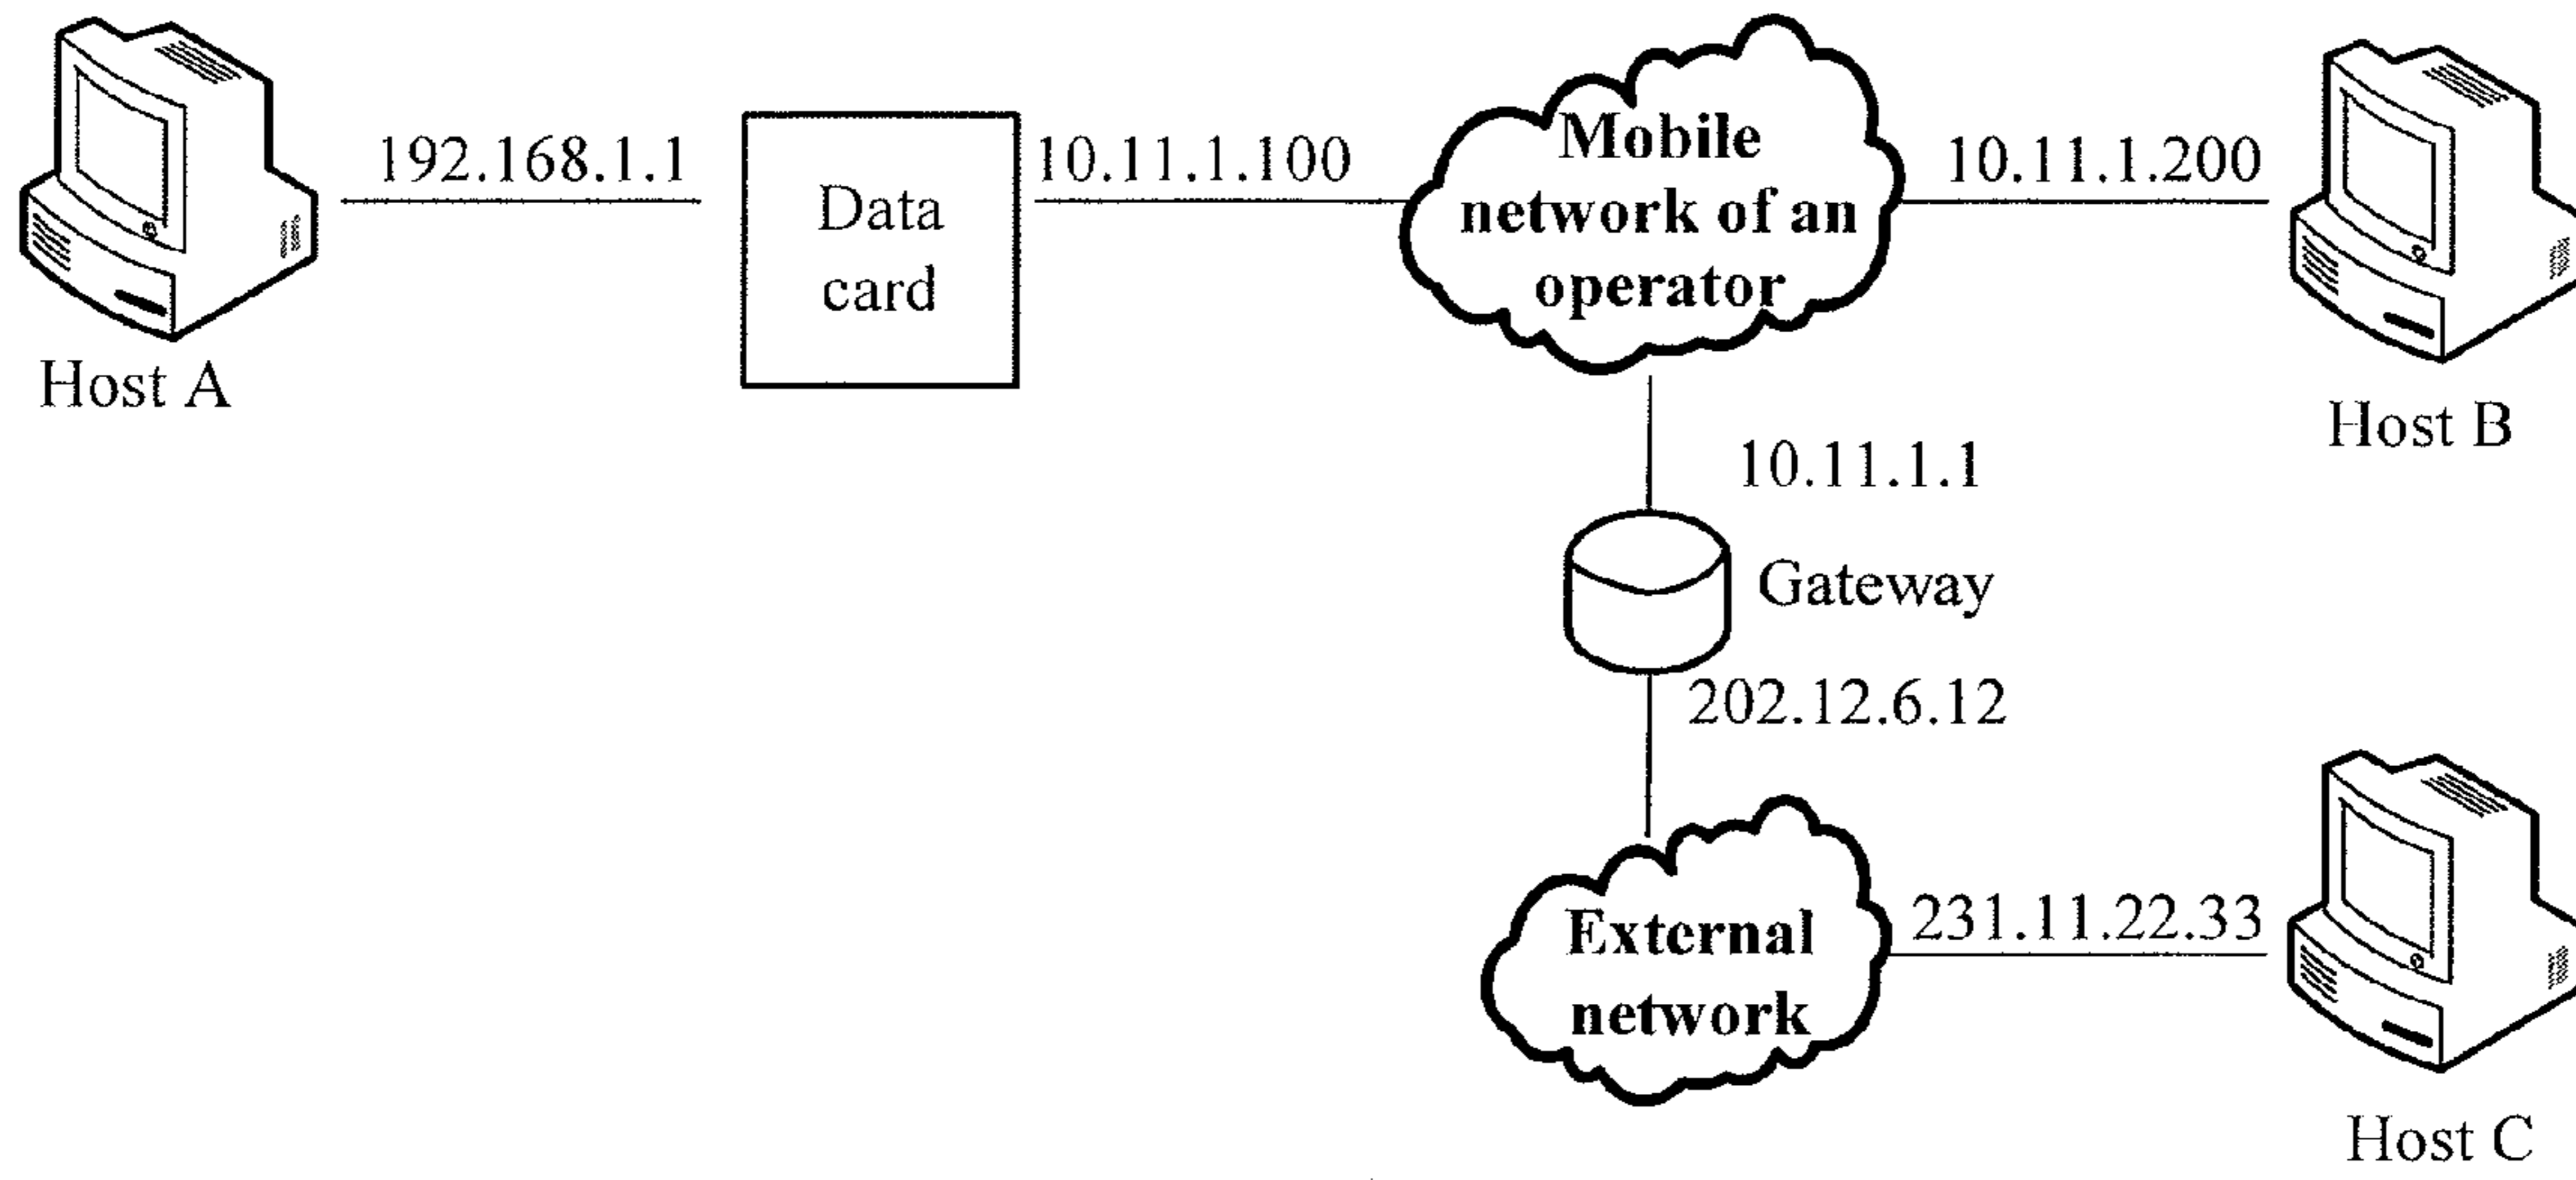 192.168.1.1
Data
card
10.11.1.100
Mobile
network of an
operator
10.11.1.200
Host A
Host B
10.11.1.1
Gateway
202.12.6.12
External
network
231.11.22.33
Host C